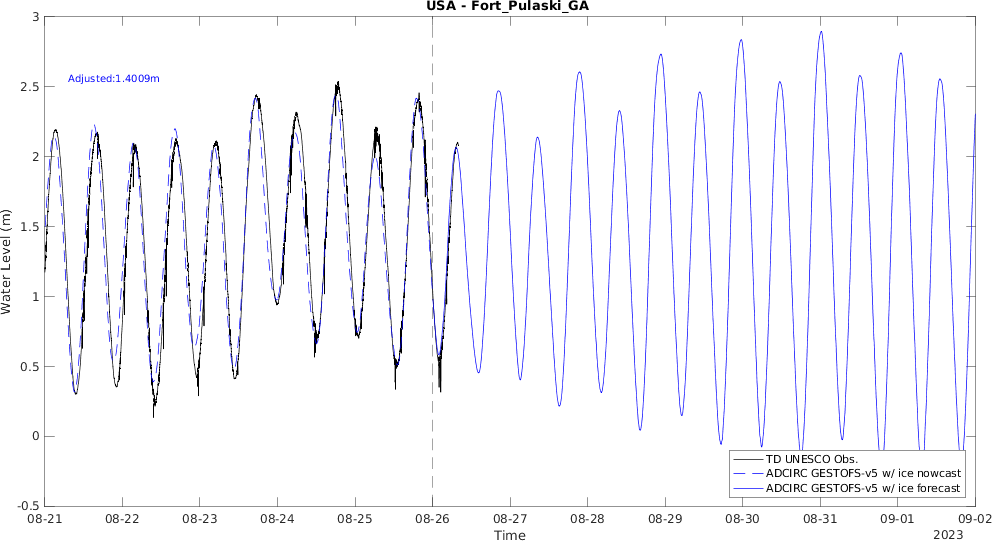 USA - Fort_Pulaski_GA
3
2.5
2
1.5
1
0.5
0
-0.5
Water Level (m)
Adjusted:1.4009m
TD UNESCO Obs.
ADCIRC GESTOFS-v5 w/ ice nowcast
ADCIRC GESTOFS-v5 w/ ice forecast
08-21 08-22 08-23 08-24 08-25 08-26 08-27 08-28 08-29 08-30 08-31 09-01 09-02
Time
2023